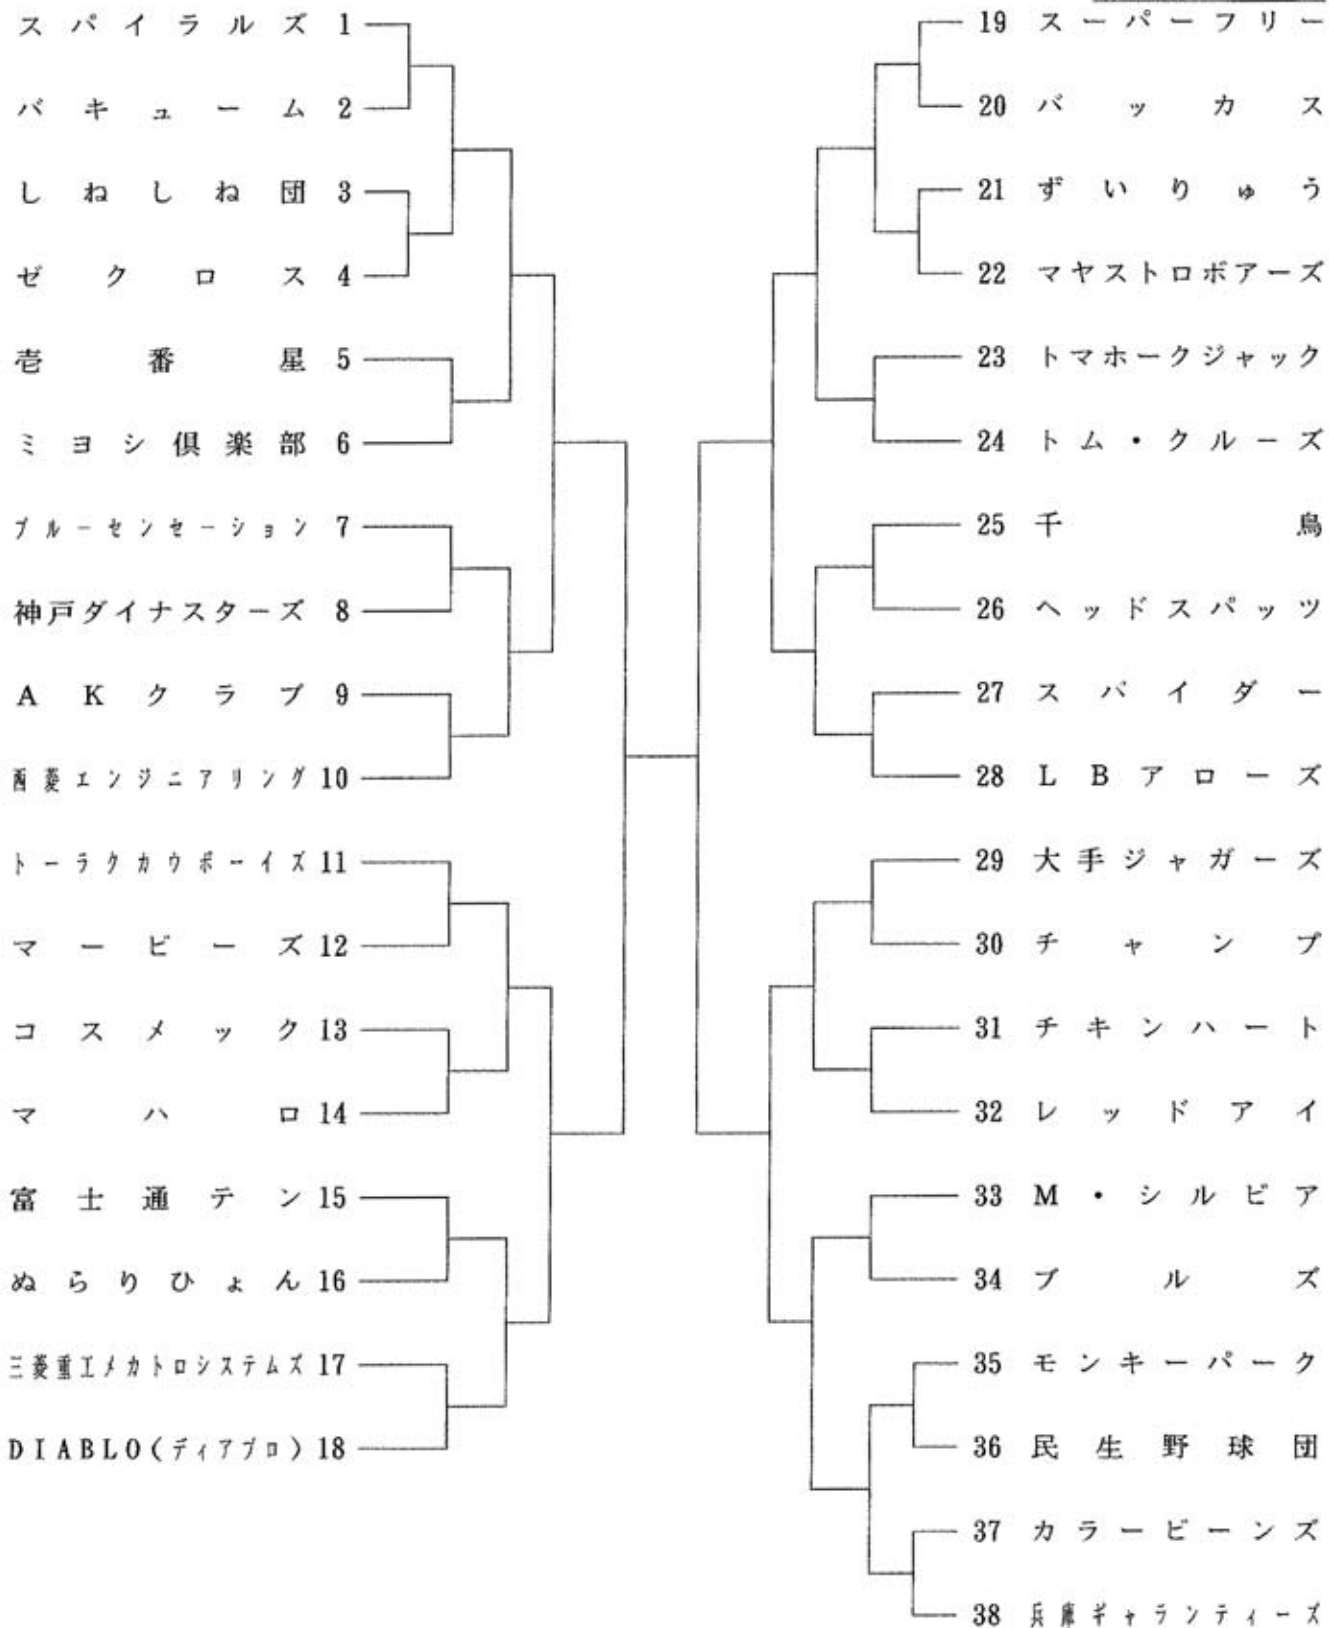 スパイラルズ 1
バキューム 2
しねしね団 3
ゼクロス 4
壱番星 5
ミヨシ倶楽部 6
ブルーセンセーション 7
神戸ダイナスターズ 8
AKクラブ 9
西菱エンジニアリング 10
トーラクカウボーイズ 11
マービーズ 12
コスメック 13
マハロ 14
富士通テン 15
ぬらりひょん 16
三菱重工メカトロシステムズ 17
DIABLO(ディアブロ) 18
19 スーパーフリー
20 バッカス
21 ずいりゅう
22 マヤストロボアーズ
23 トマホークジャック
24 トム・クルーズ
25 千鳥
26 ヘッドスパッツ
27 スパイダー
28 LBアローズ
29 大手ジャガーズ
30 チャンプ
31 チキンハート
32 レッドアイ
33 M・シルビア
34 ブルズ
35 モンキーパーク
36 民生野球団
37 カラービーンズ
38 兵庫ギャランティーズ